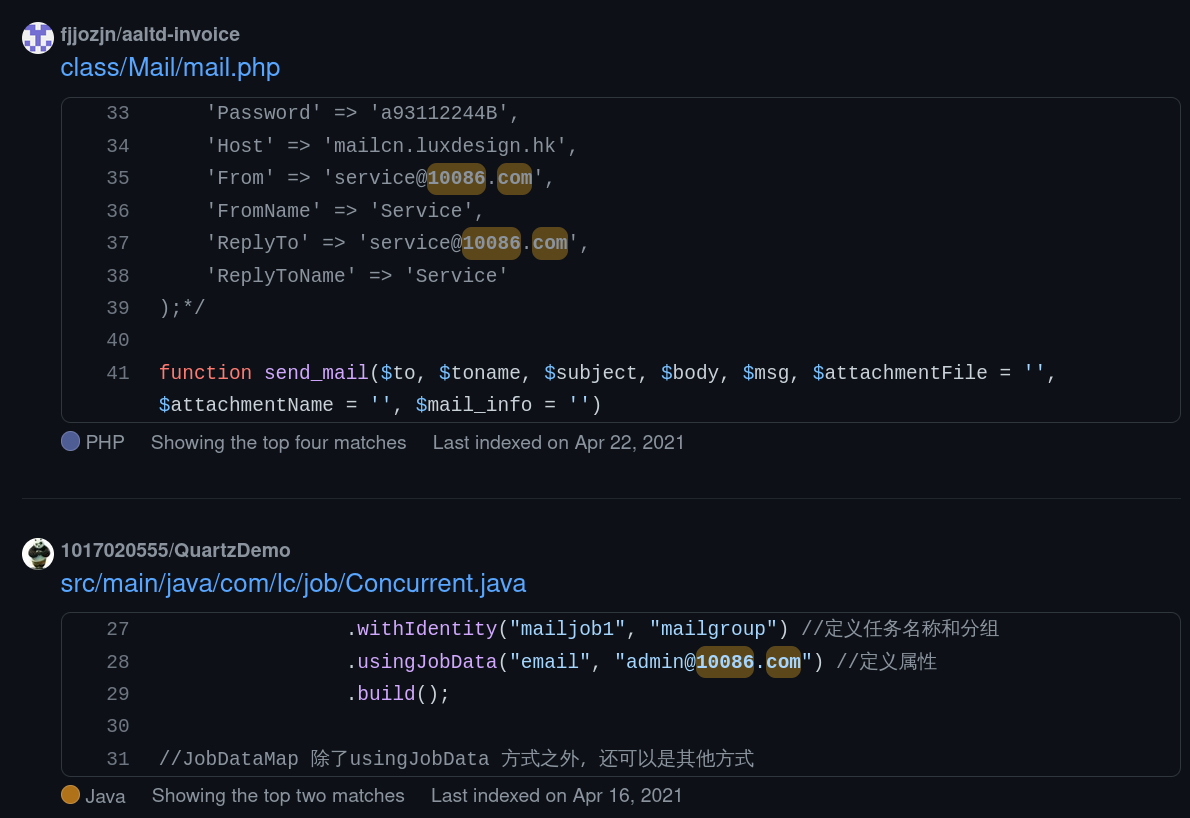 fjjozjn/aaltd-invoice
class/Mail/mail.php
33 'Password' => 'a93112244B',
34 'Host' => 'mailcn.luxdesign.hk',
35 'From' => 'service@10086.com',
36 'FromName' => 'Service',
37 'ReplyTo' => 'service@10086.com',
38 'ReplyToName' => 'Service'
39 );*/
40
41 function send_mail($to, $toname, $subject, $body, $msg, $attachmentFile = '',
$attachmentName = '', $mail_info = '')
PHP Showing the top four matches Last indexed on Apr 22, 2021
1017020555/QuartzDemo
src/main/java/com/lc/job/Concurrent.java
27 .withIdentity("mailjob1", "mailgroup") //定义任务名称和分组
28 .usingJobData("email", "admin@10086.com") //定义属性
29 .build();
30
31 //JobDataMap 除了usingJobData 方式之外，还可以是其他方式
Java Showing the top two matches Last indexed on Apr 16, 2021